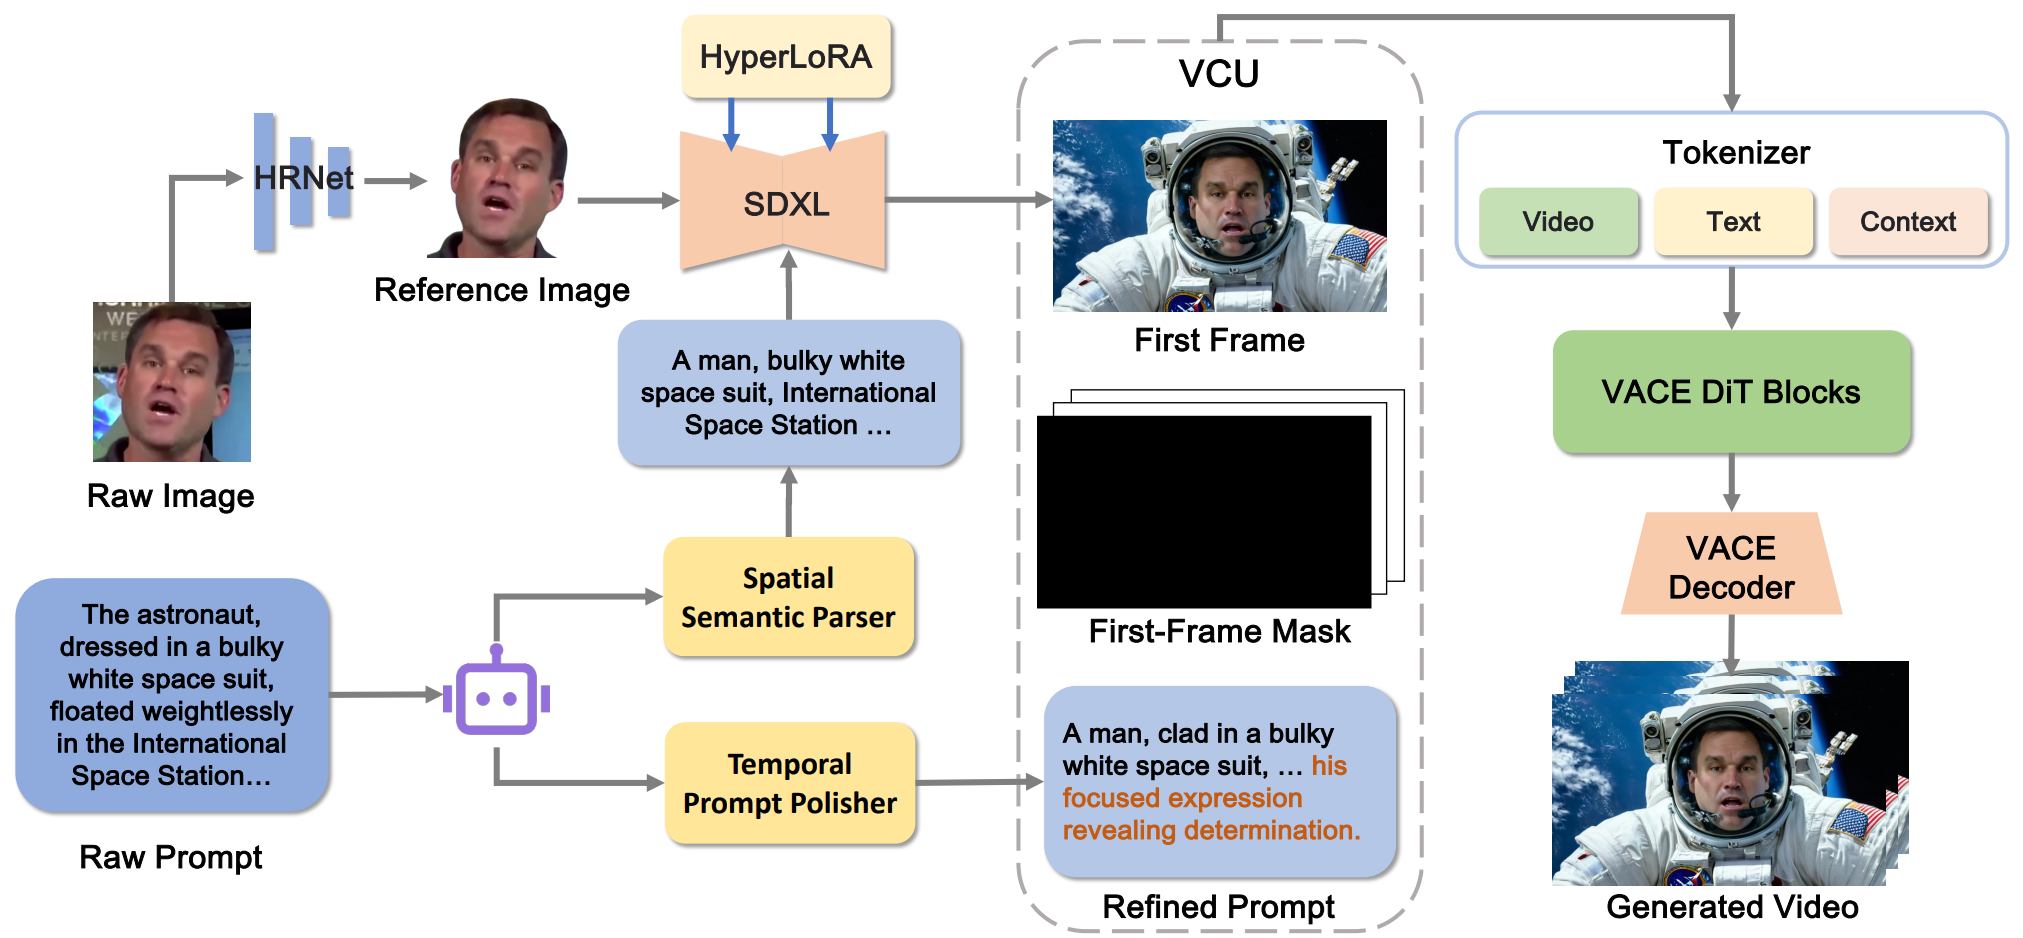 HyperLoRA
VCU
HRNet
SDXL
Tokenizer
Video
Text
Context
Reference Image
First Frame
WE
NTE
Raw Image
A man, bulky white
space suit, International
Space Station ...
VACE DiT Blocks
Spatial
Semantic Parser
First-Frame Mask
VACE
Decoder
The astronaut,
dressed in a bulky
white space suit,
floated weightlessly
in the International
Space Station...
Raw Prompt
Temporal
Prompt Polisher
A man, clad in a bulky
white space suit, ... his
focused expression
revealing determination.
Refined Prompt
Generated Video